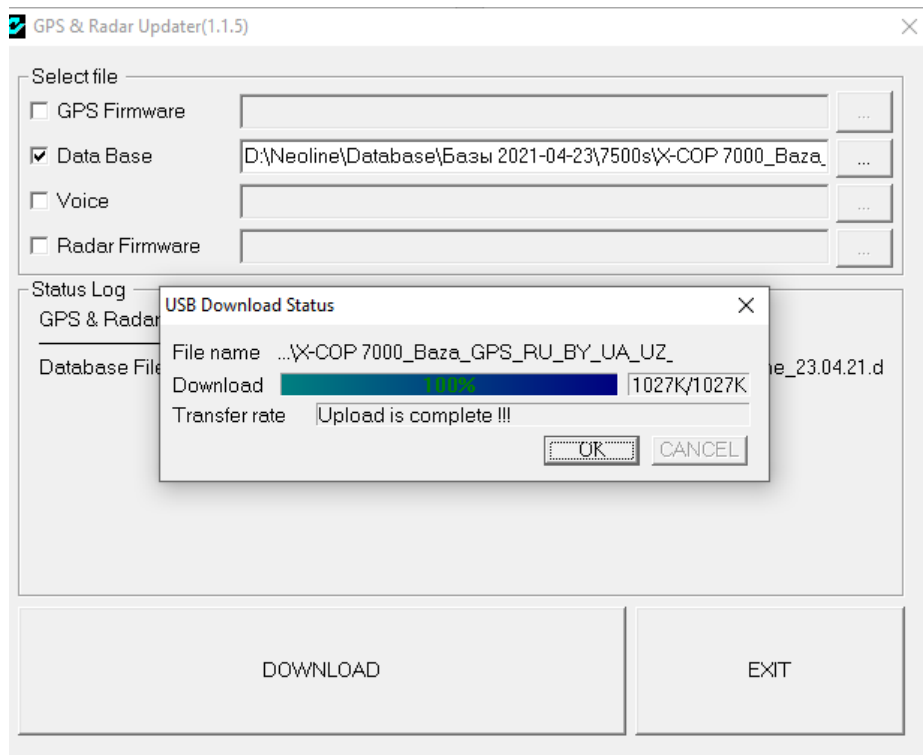 GPS & Radar Updater(1.1.5)
Select file
GPS Firmware ...
Data Base D:\Neoline\Database\Базы 2021-04-23\7500s\X-COP 7000_Baza_ ...
Voice ...
Radar Firmware ...
Status Log
GPS & Radar
Database File
ne_23.04.21.d
USB Download Status
File name ...\X-COP 7000_Baza_GPS_RU_BY_UA_UZ_
Download 100% 1027K/1027K
Transfer rate Upload is complete !!!
OK CANCEL
DOWNLOAD EXIT